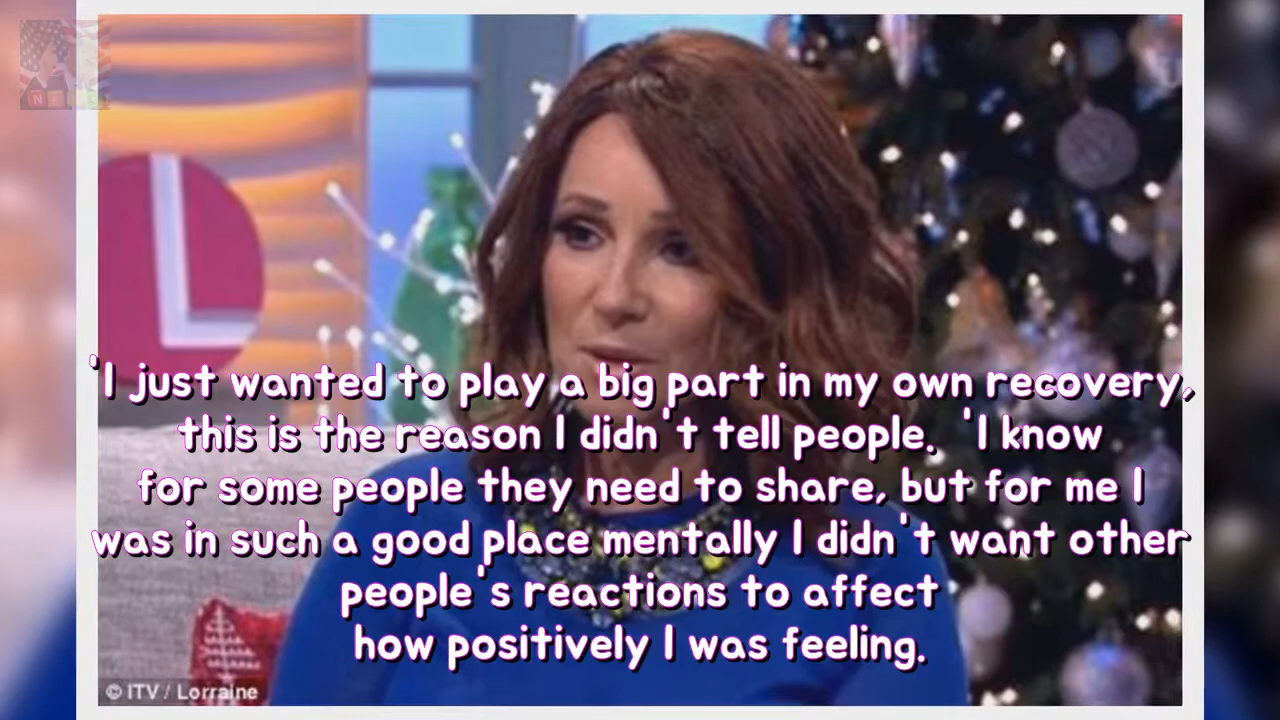 NEWS
L
'I just wanted to play a big part in my own recovery,
this is the reason I didn't tell people.  'I know
for some people they need to share, but for me I
was in such a good place mentally I didn't want other
people's reactions to affect
how positively I was feeling.
© ITV / Lorraine